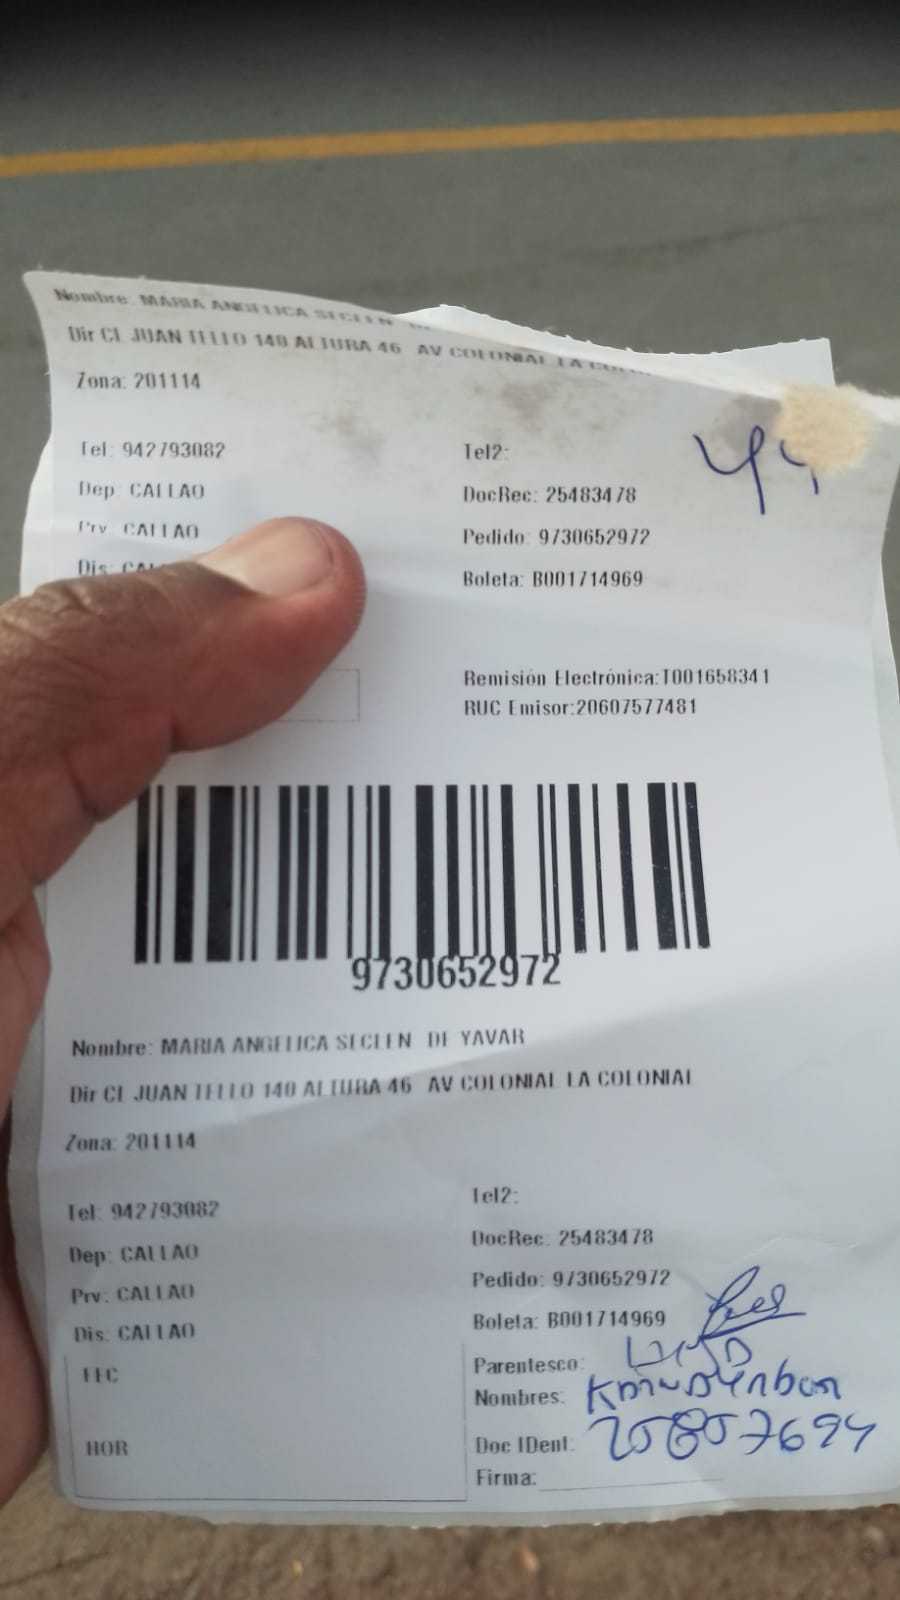 Nombre: MARIA ANGELICA SECLEN DE
Dir CL JUAN TELLO 140 ALTURA 46 AV COLONIAL LA
Zona: 201114
Tel: 942793082
Tel2:
44
Dep: CALLAO
DocRec: 25483478
Prv: CALLAO
Pedido: 9730652972
Dis:
Boleta: B001714969
Remisión Electrónica:T001658341
RUC Emisor:20607577481
9730652972
Nombre: MARIA ANGELICA SECLEN DE YAVAR
Dir CL JUAN TELLO 140 ALTURA 46 AV COLONIAL LA COLONIAL
Zona: 201114
Tel: 942793082
Tel2:
Dep: CALLAO
DocRec: 25483478
Prv: CALLAO
Pedido: 9730652972
Dis: CALLAO
Boleta: B001714969
FEC
Parentesco:
Nombres:
HOR
Doc IDent:
Firma: